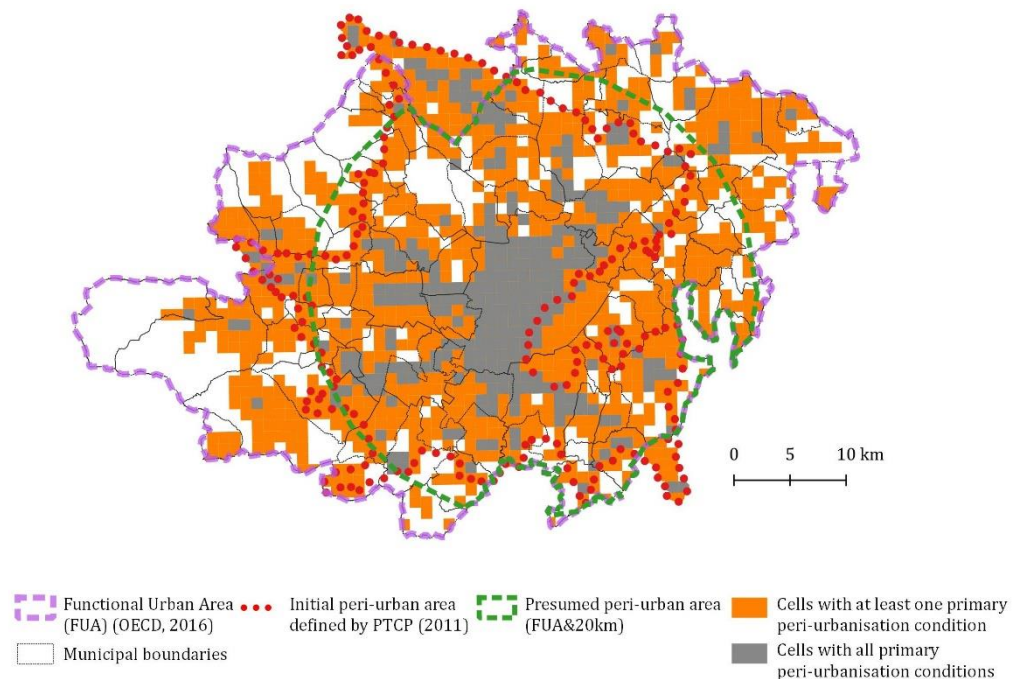 0 5 10 km
Functional Urban Area
(FUA) (OECD, 2016)
Initial peri-urban area
defined by PTCP (2011)
Presumed peri-urban area
(FUA&20km)
Cells with at least one primary
peri-urbanisation condition
Municipal boundaries
Cells with all primary
peri-urbanisation conditions